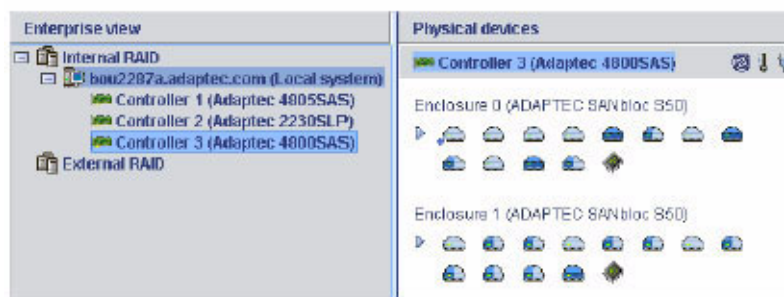 Enterprise view
Internal RAID
bou2287a.adaptec.com (Local system)
Controller 1 (Adaptec 4805SAS)
Controller 2 (Adaptec 2230SLP)
Controller 3 (Adaptec 4800SAS)
External RAID
Physical devices
Controller 3 (Adaptec 4800SAS)
Enclosure 0 (ADAPTEC SANbloc S50)
Enclosure 1 (ADAPTEC SANbloc S50)